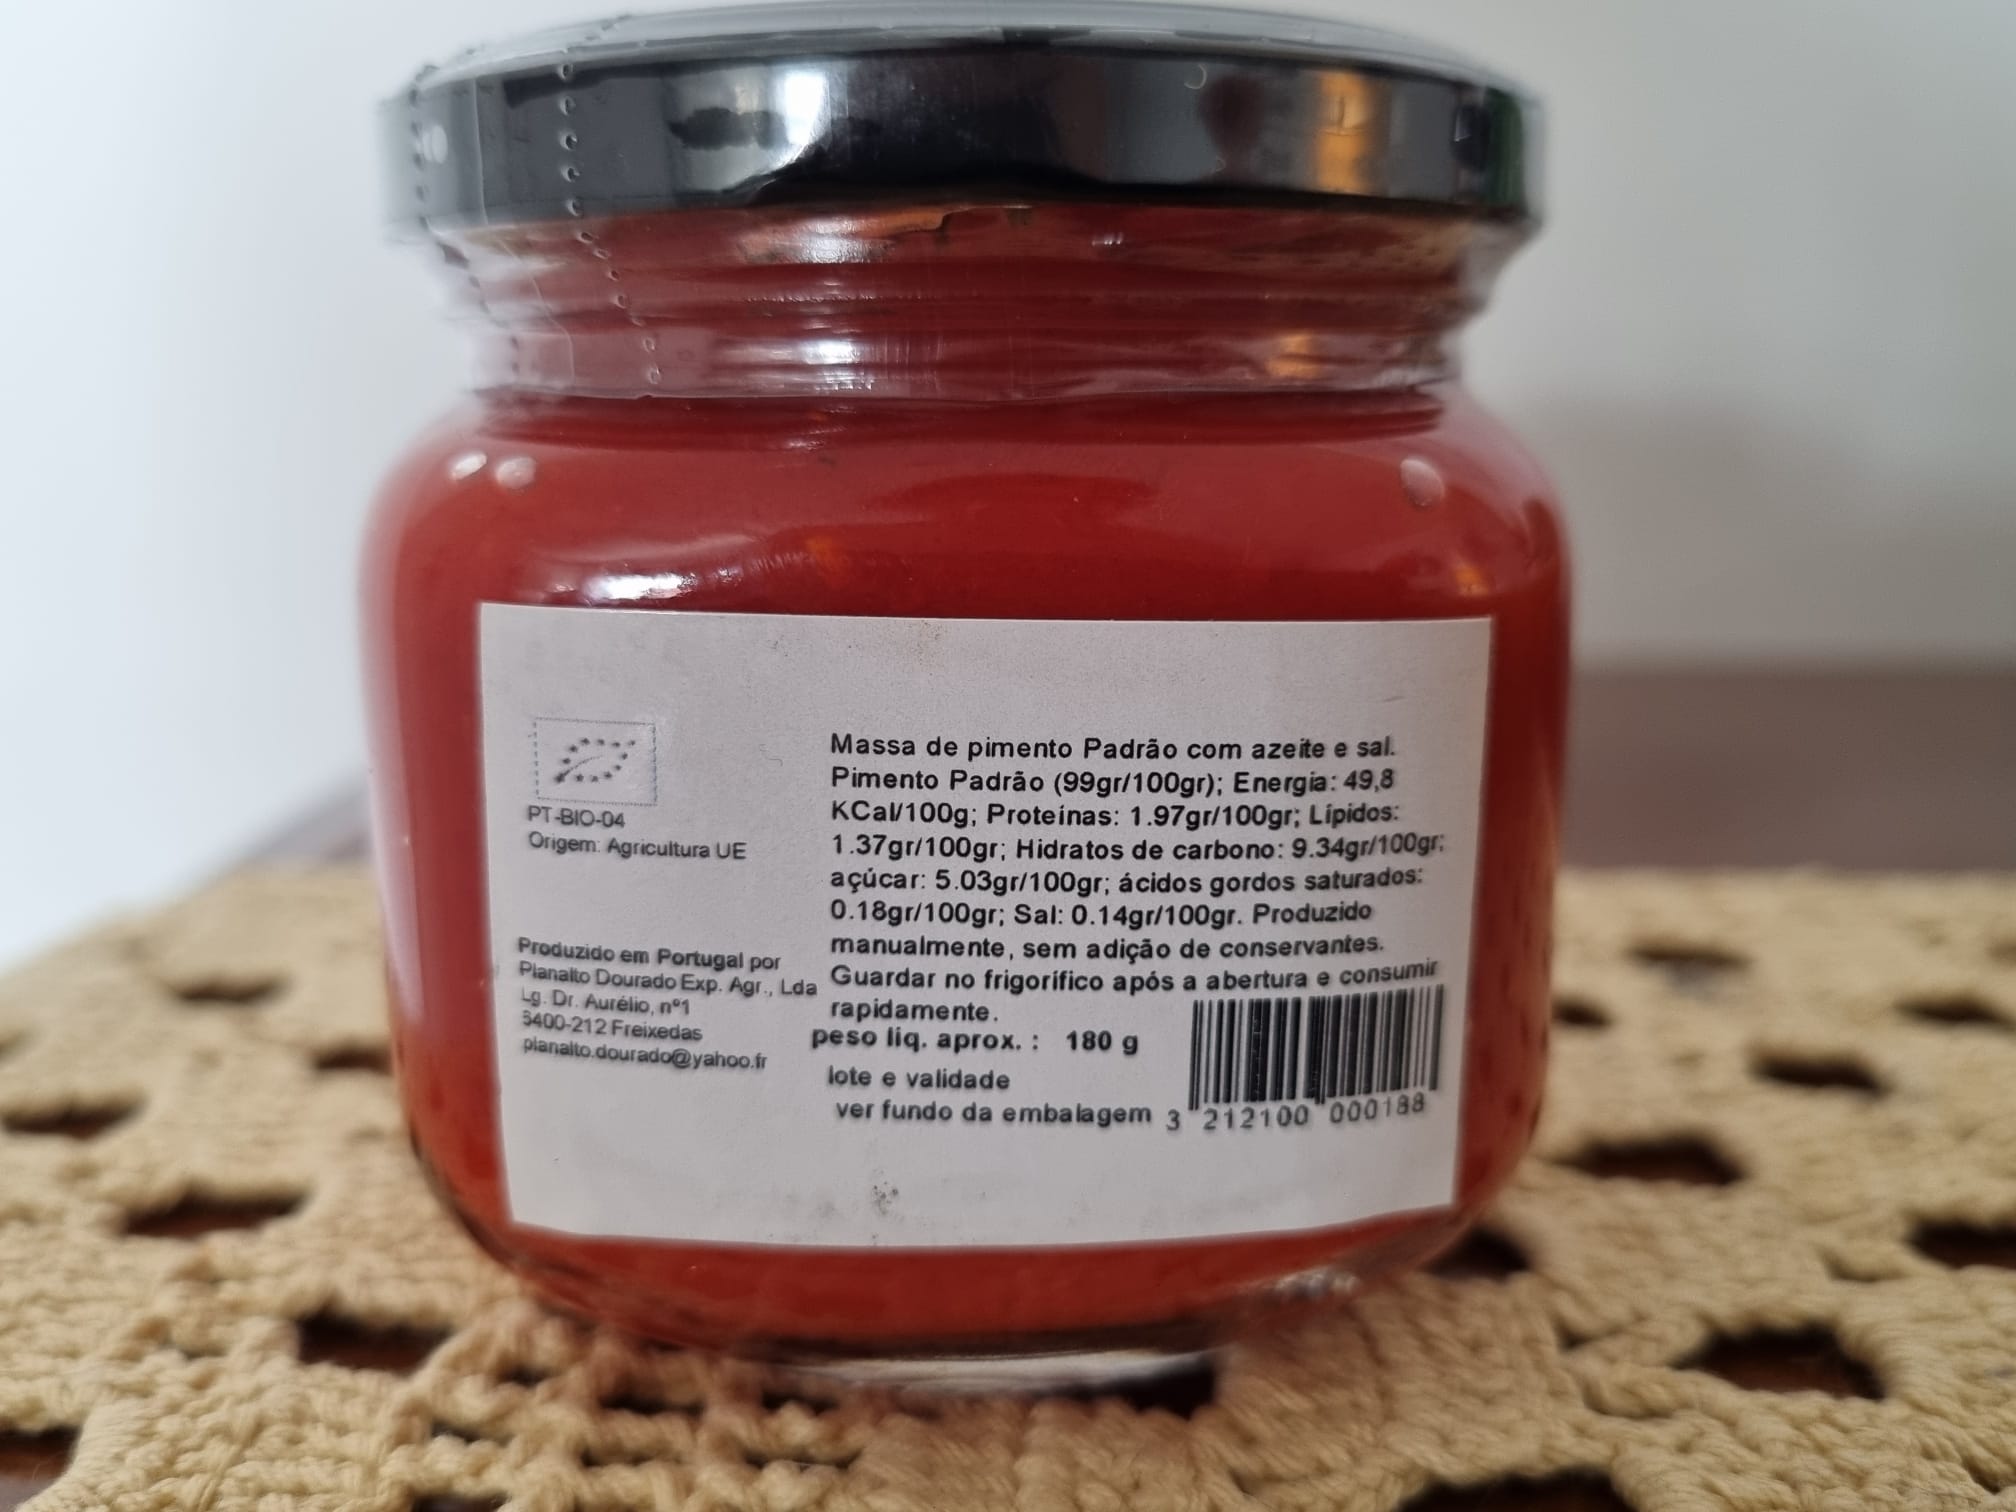 PT-BIO-04
Origem: Agricultura UE
Produzido em Portugal por
Planalto Dourado Exp. Agr., Lda
Lg. Dr. Aurélio, nº1
6400-212 Freixedas
planalto.dourado@yahoo.fr
Massa de pimento Padrão com azeite e sal.
Pimento Padrão (99gr/100gr); Energia: 49,8
KCal/100g; Proteínas: 1.97gr/100gr; Lípidos:
1.37gr/100gr; Hidratos de carbono: 9.34gr/100gr;
açúcar: 5.03gr/100gr; ácidos gordos saturados:
0.18gr/100gr; Sal: 0.14gr/100gr. Produzido
manualmente, sem adição de conservantes.
Guardar no frigorífico após a abertura e consumir
rapidamente.
peso liq. aprox. : 180 g
lote e validade
ver fundo da embalagem
3 212100 000188